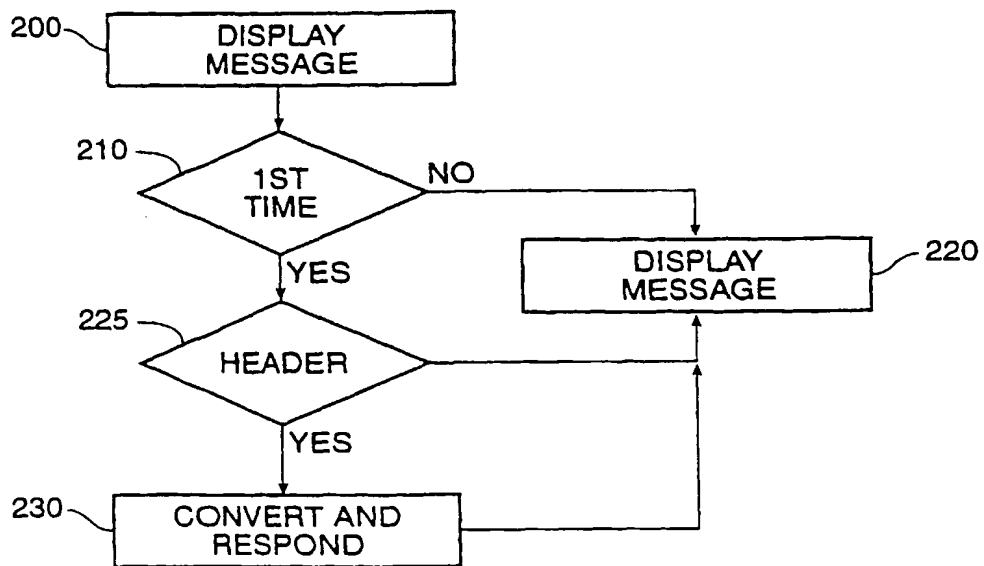 200
DISPLAY
MESSAGE
210
1ST
TIME
NO
YES
DISPLAY
MESSAGE
220
225
HEADER
YES
230
CONVERT AND
RESPOND